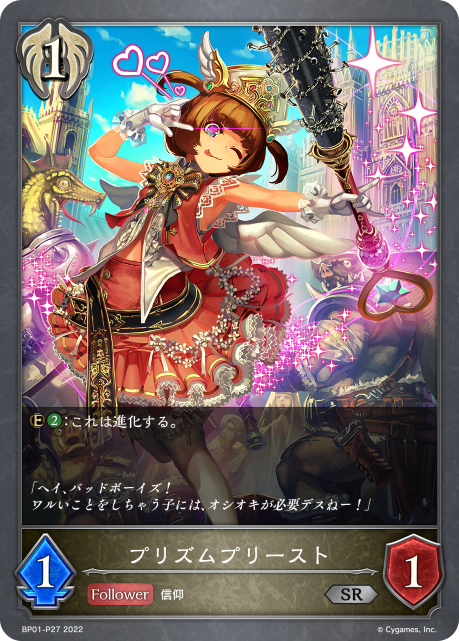 1
E 2：これは進化する。
「ヘイ、バッドボーイズ！
ワルいことをしちゃう子には、オシオキが必要デスねー！」
プリズムプリースト
1 Follower 信仰 SR 1
BP01-P27 2022 © Cygames, Inc.